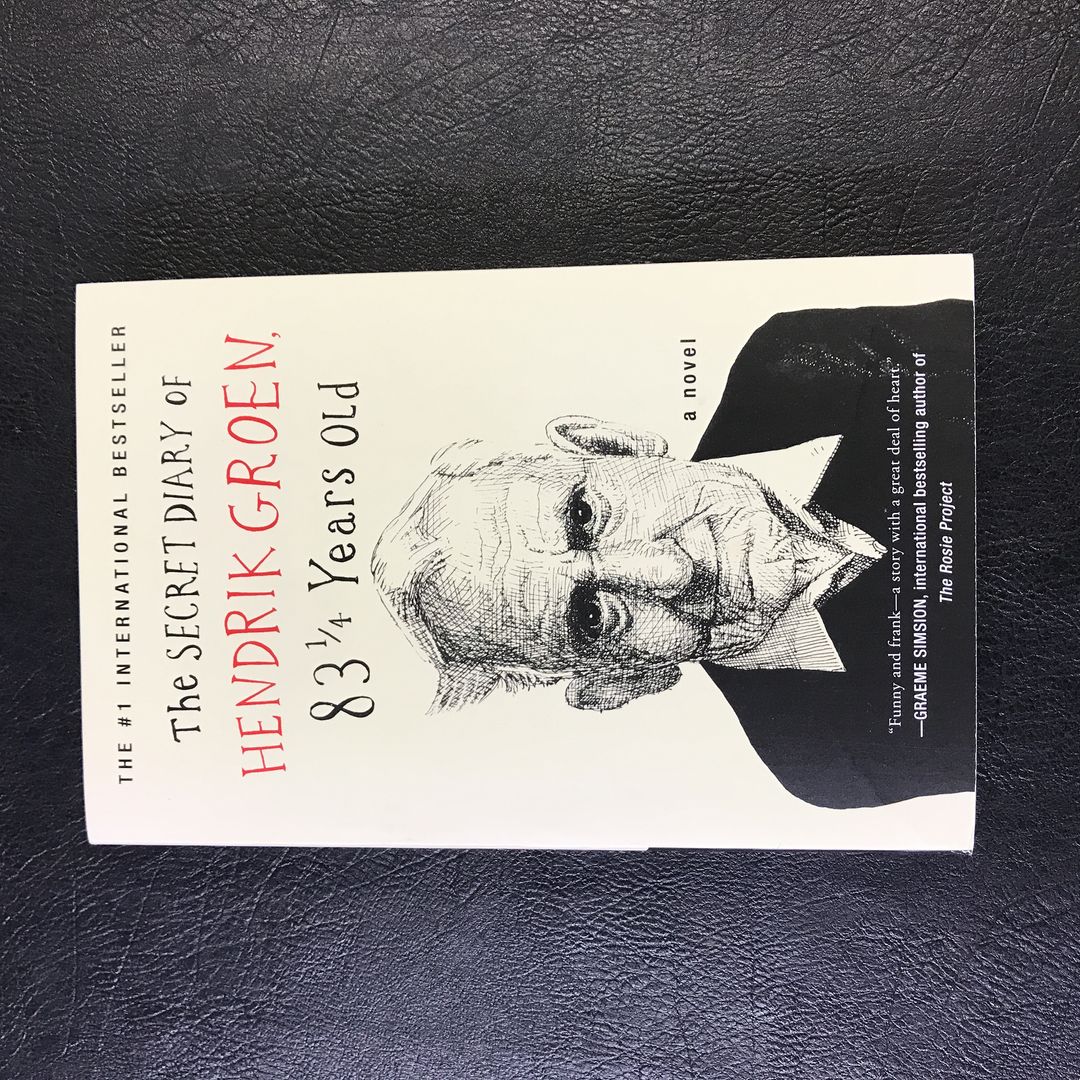 THE #1 INTERNATIONAL BESTSELLER
The SECRET DIARY OF
HENDRIK GROEN,
83 ¼ Years Old
a novel
“Funny and frank—a story with a great deal of heart.”
—GRAEME SIMSION, international bestselling author of
The Rosie Project